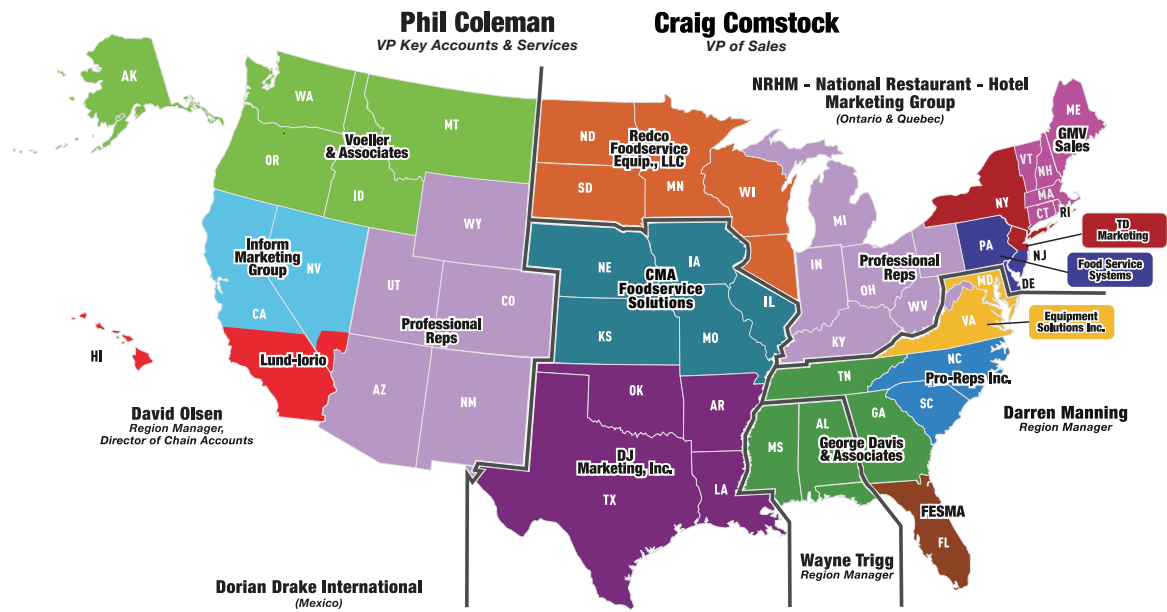 Phil Coleman
VP Key Accounts & Services
Craig Comstock
VP of Sales
NRHM - National Restaurant - Hotel
Marketing Group
(Ontario & Quebec)
AK
WA
MT
OR
ID
Voeller
& Associates
ND
SD
MN
WI
Redco
Foodservice
Equip., LLC
ME
VT
NH
MA
CT
RI
GMV
Sales
NY
TD
Marketing
NJ
PA
Food Service
Systems
DE
MD
VA
Equipment
Solutions Inc.
MI
IN
OH
WV
KY
Professional
Reps
WY
UT
CO
AZ
NM
Professional
Reps
Inform
Marketing
Group
NV
CA
Lund-Iorio
HI
NE
IA
KS
MO
IL
CMA
Foodservice
Solutions
OK
AR
TX
LA
DJ
Marketing, Inc.
TN
MS
AL
GA
George Davis
& Associates
NC
SC
Pro-Reps Inc.
FESMA
FL
David Olsen
Region Manager,
Director of Chain Accounts
Darren Manning
Region Manager
Wayne Trigg
Region Manager
Dorian Drake International
(Mexico)